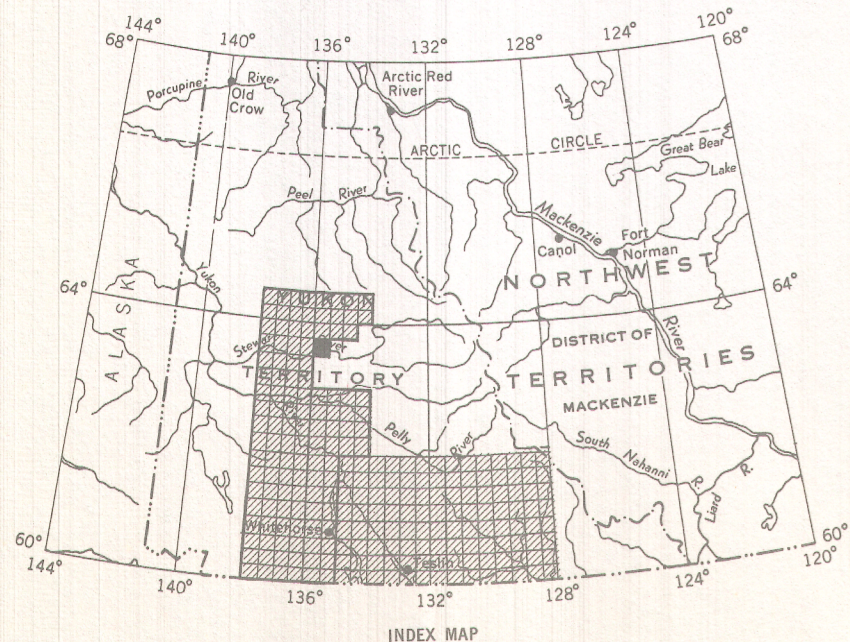 144°
140°
136°
132°
128°
124°
120°
68°
68°
Porcupine River
Old
Crow
Arctic Red
River
ARCTIC CIRCLE
Great Bear
Lake
Peel River
Mackenzie
Canol
Fort
Norman
Yukon
NORTHWEST
64°
64°
YUKON
ALASKA
Stewart River
DISTRICT OF
River
TERRITORY
TERRITORIES
MACKENZIE
Pelly River
South Nahanni R.
Liard R.
Whitehorse
Teslin
60°
60°
144°
140°
136°
132°
128°
124°
120°
INDEX MAP